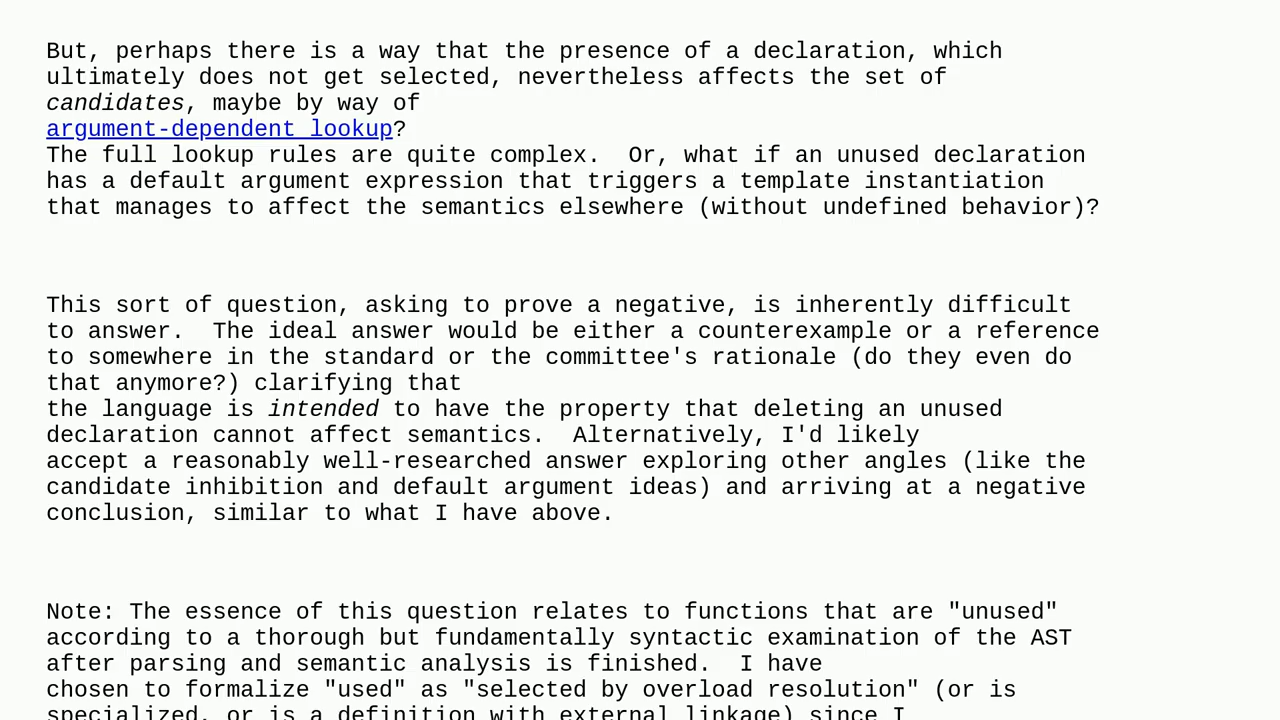 But, perhaps there is a way that the presence of a declaration, which
ultimately does not get selected, nevertheless affects the set of
candidates, maybe by way of
argument-dependent lookup?
The full lookup rules are quite complex.  Or, what if an unused declaration
has a default argument expression that triggers a template instantiation
that manages to affect the semantics elsewhere (without undefined behavior)?
This sort of question, asking to prove a negative, is inherently difficult
to answer.  The ideal answer would be either a counterexample or a reference
to somewhere in the standard or the committee's rationale (do they even do
that anymore?) clarifying that
the language is intended to have the property that deleting an unused
declaration cannot affect semantics.  Alternatively, I'd likely
accept a reasonably well-researched answer exploring other angles (like the
candidate inhibition and default argument ideas) and arriving at a negative
conclusion, similar to what I have above.
Note: The essence of this question relates to functions that are "unused"
according to a thorough but fundamentally syntactic examination of the AST
after parsing and semantic analysis is finished.  I have
chosen to formalize "used" as "selected by overload resolution" (or is
specialized, or is a definition with external linkage) since I